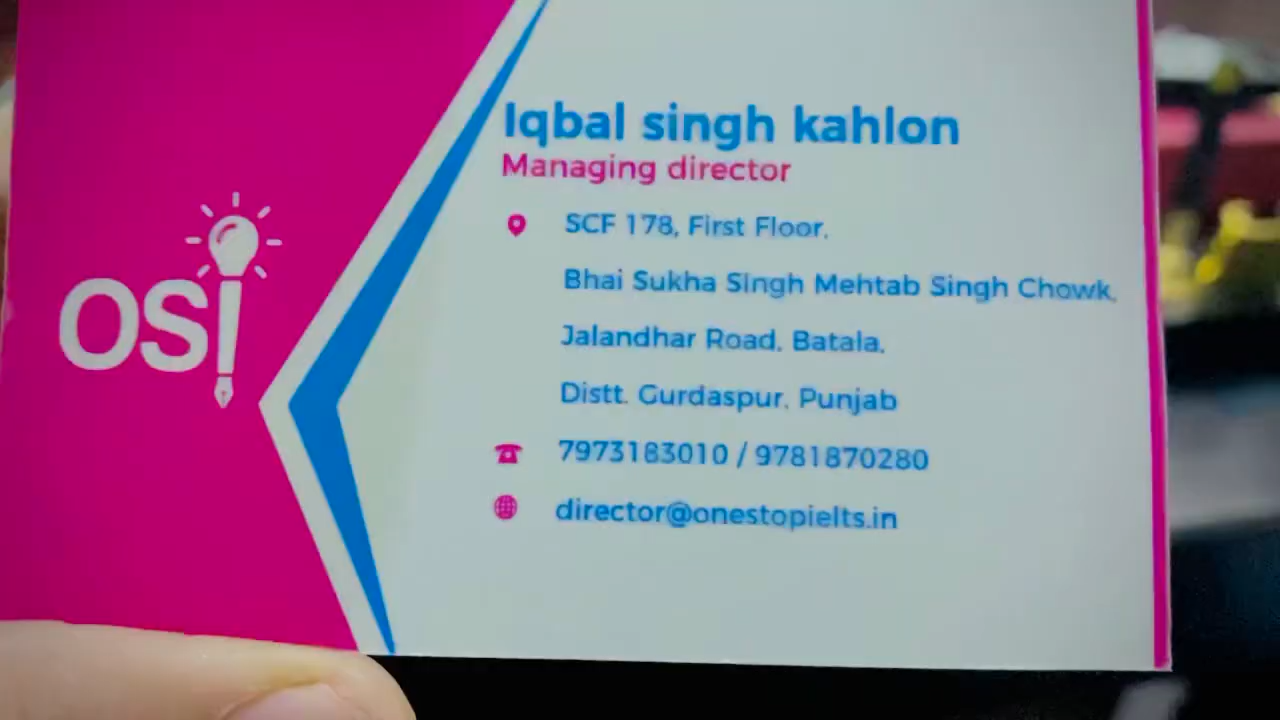 Iqbal singh kahlon
Managing director
SCF 178, First Floor,
Bhai Sukha Singh Mehtab Singh Chowk,
Jalandhar Road, Batala,
Distt. Gurdaspur, Punjab
7973183010 / 9781870280
director@onestopielts.in
OSi